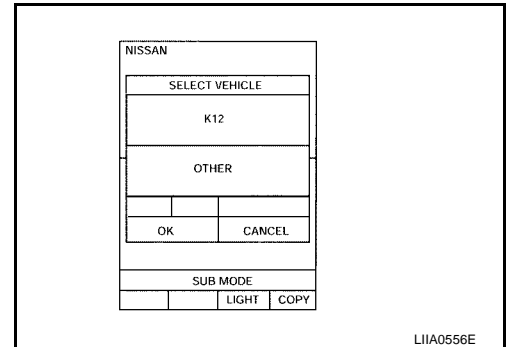 NISSAN
SELECT VEHICLE
K12
OTHER
OK CANCEL
SUB MODE
LIGHT COPY
LIIA0556E